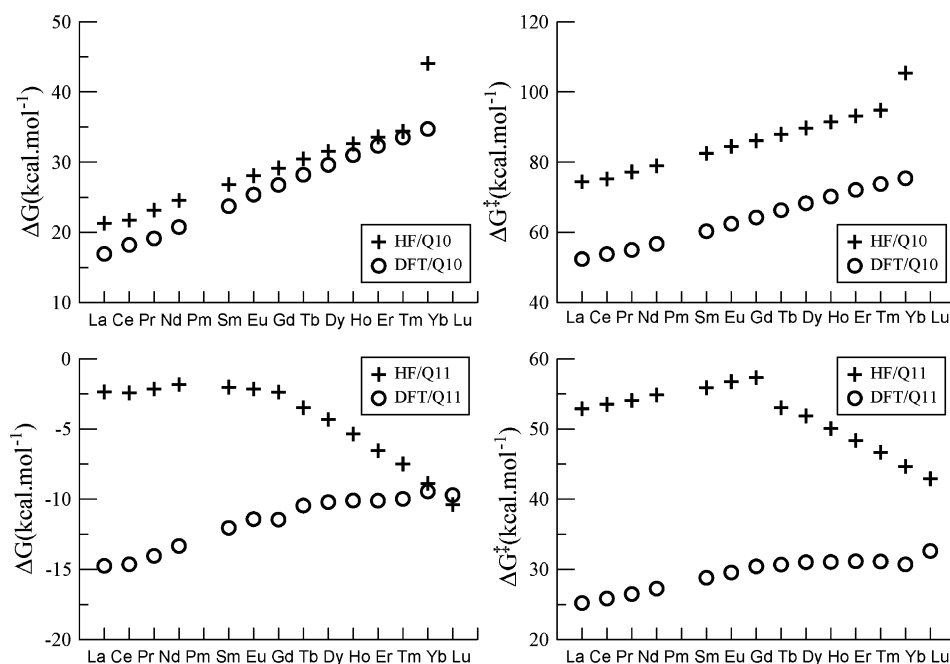 50
40
30
20
10
ΔG(kcal.mol⁻¹)
HF/Q10
DFT/Q10
La Ce Pr Nd Pm Sm Eu Gd Tb Dy Ho Er Tm Yb Lu
120
100
80
60
40
ΔG‡(kcal.mol⁻¹)
HF/Q10
DFT/Q10
La Ce Pr Nd Pm Sm Eu Gd Tb Dy Ho Er Tm Yb Lu
0
-5
-10
-15
-20
ΔG(kcal.mol⁻¹)
HF/Q11
DFT/Q11
La Ce Pr Nd Pm Sm Eu Gd Tb Dy Ho Er Tm Yb Lu
60
50
40
30
20
ΔG‡(kcal.mol⁻¹)
HF/Q11
DFT/Q11
La Ce Pr Nd Pm Sm Eu Gd Tb Dy Ho Er Tm Yb Lu